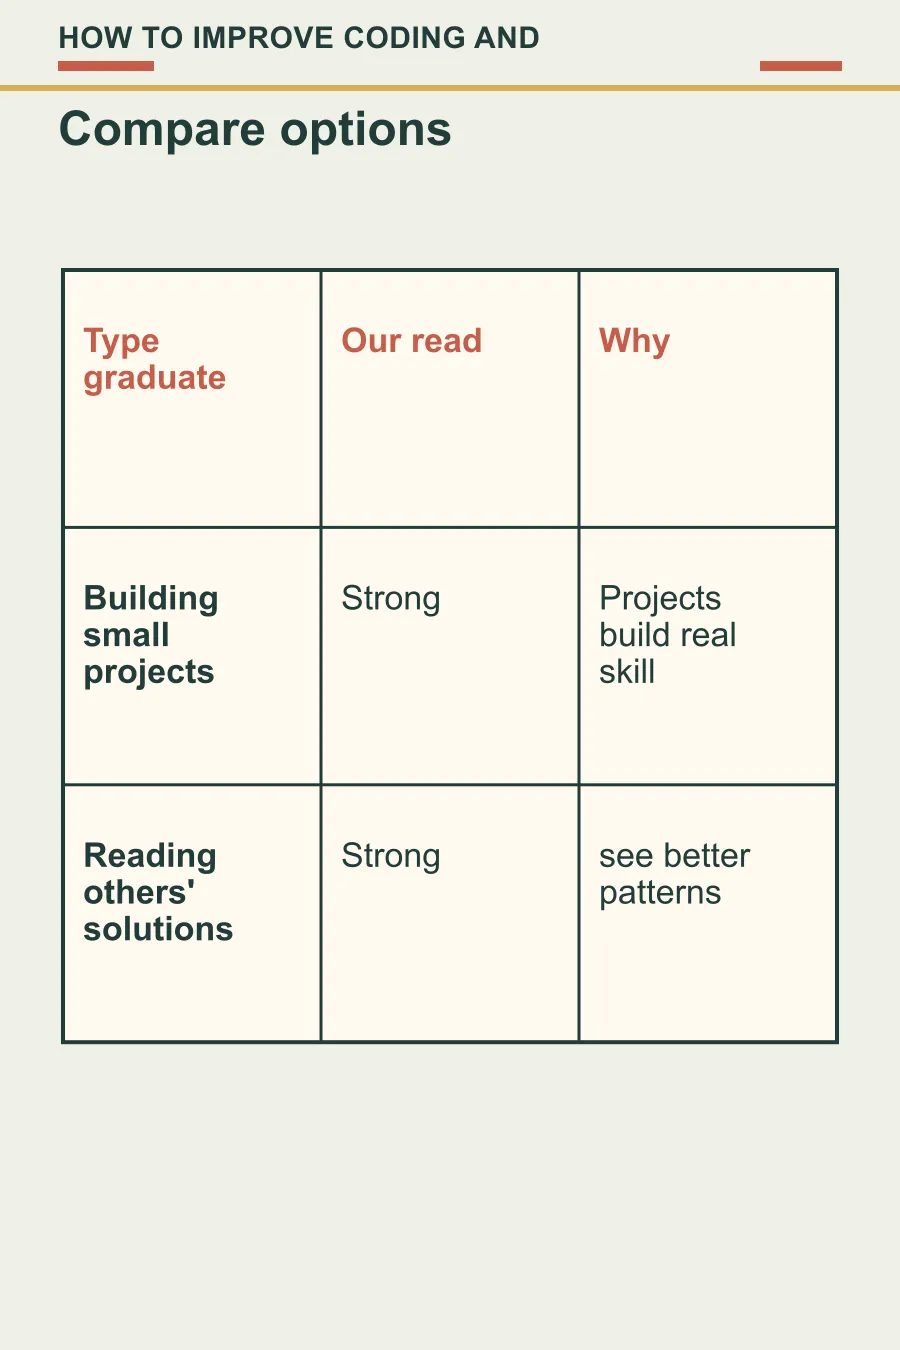 HOW TO IMPROVE CODING AND
Compare options
Type
graduate
Our read
Why
Building
small
projects
Strong
Projects
build real
skill
Reading
others'
solutions
Strong
see better
patterns